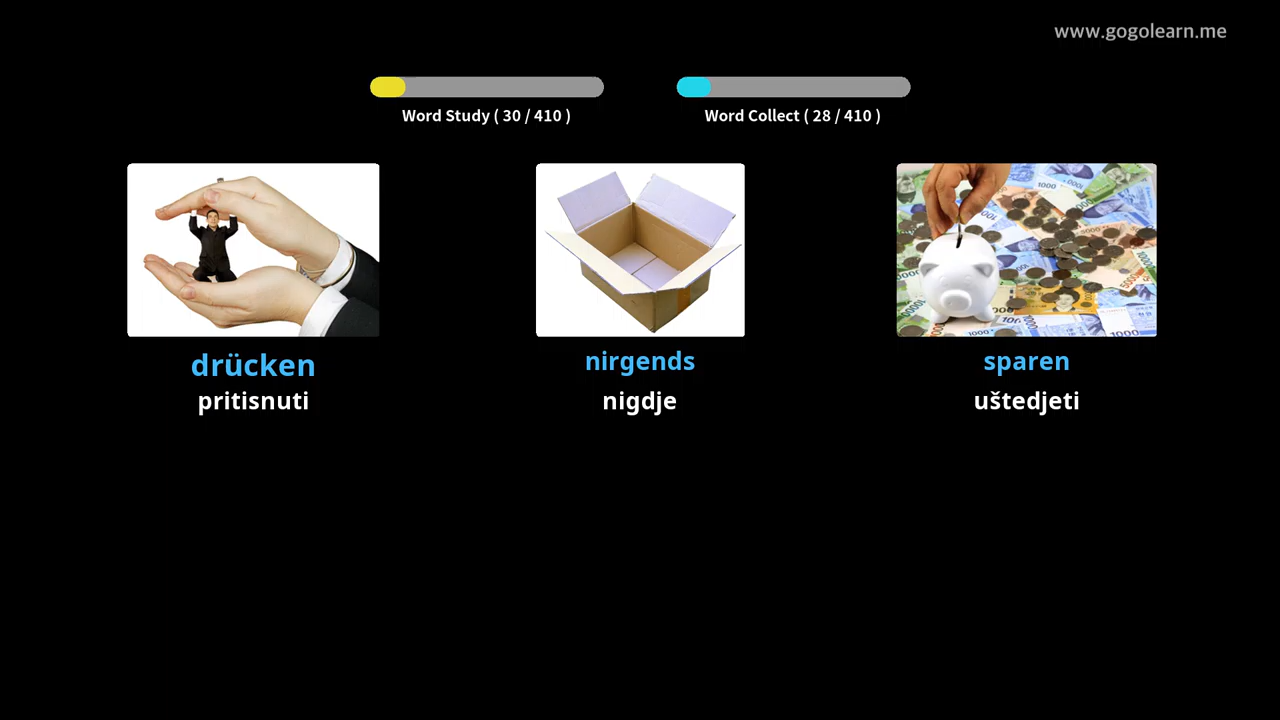 www.gogolearn.me
Word Study ( 30 / 410 )
Word Collect ( 28 / 410 )
drücken
pritisnuti
nirgends
nigdje
sparen
uštedjeti